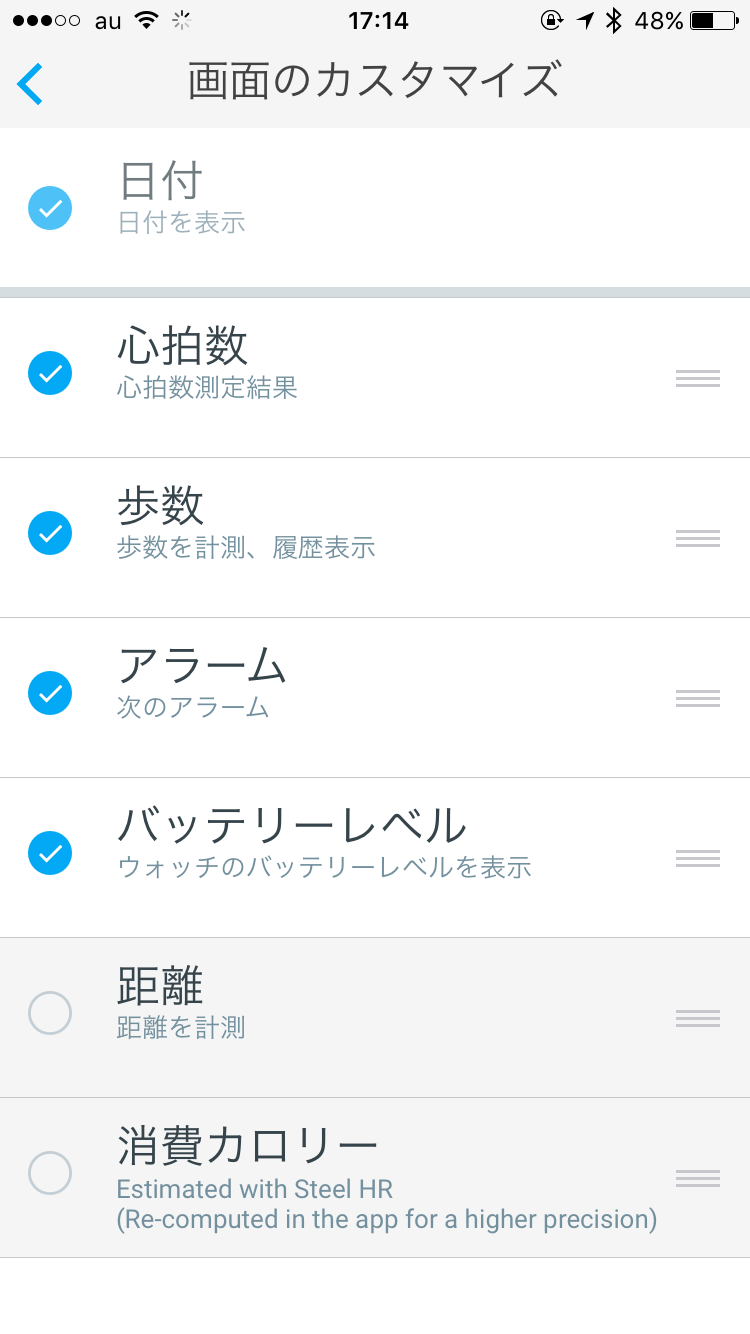 au 17:14 48%
画面のカスタマイズ
日付
日付を表示
心拍数
心拍数測定結果
歩数
歩数を計測、履歴表示
アラーム
次のアラーム
バッテリーレベル
ウォッチのバッテリーレベルを表示
距離
距離を計測
消費カロリー
Estimated with Steel HR
(Re-computed in the app for a higher precision)